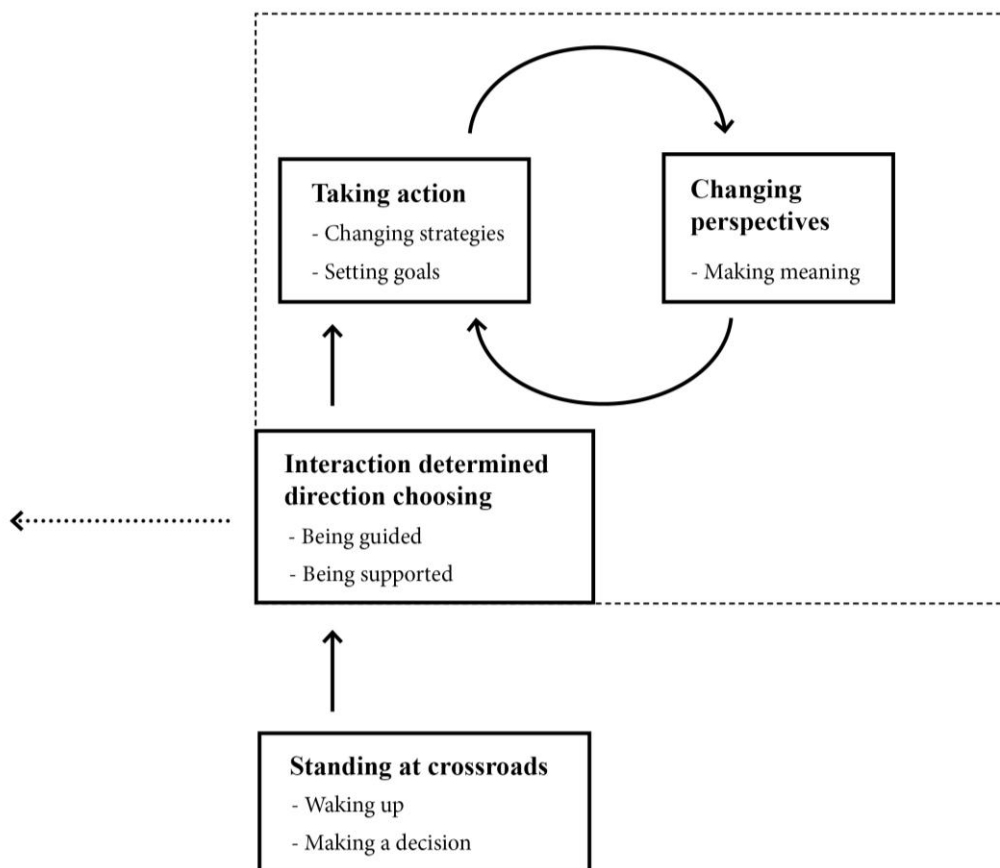 Taking action
- Changing strategies
- Setting goals
Changing
perspectives
- Making meaning
Interaction determined
direction choosing
- Being guided
- Being supported
Standing at crossroads
- Waking up
- Making a decision